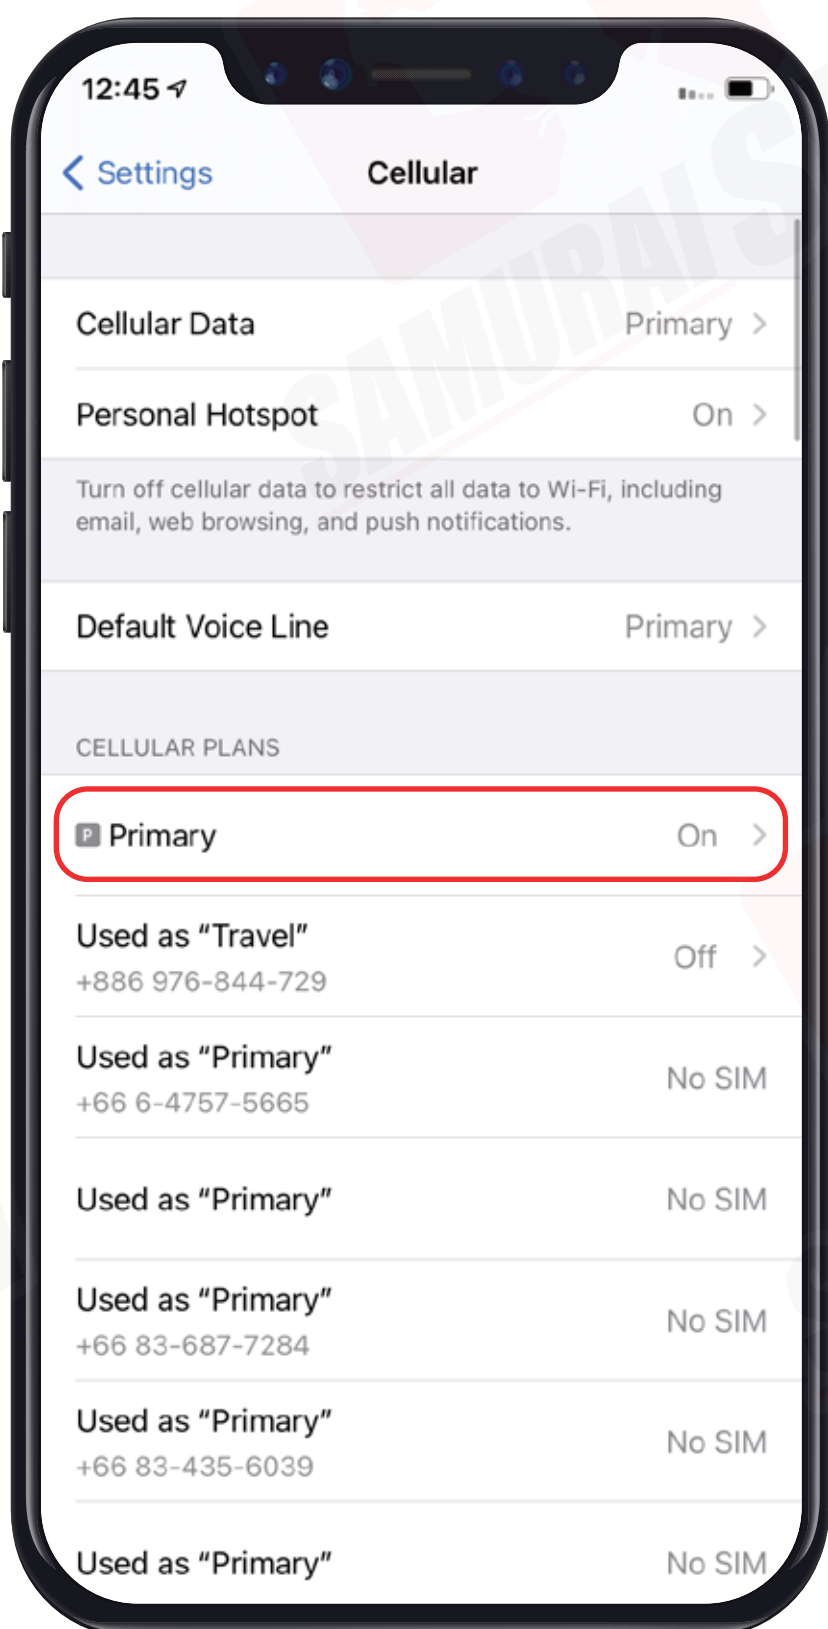 12:45
Settings
Cellular
SAMURAI S
Cellular Data Primary
Personal Hotspot On
Turn off cellular data to restrict all data to Wi-Fi, including
email, web browsing, and push notifications.
Default Voice Line Primary
CELLULAR PLANS
P Primary On
Used as “Travel”
+886 976-844-729
Off
Used as “Primary”
+66 6-4757-5665
No SIM
Used as “Primary” No SIM
Used as “Primary”
+66 83-687-7284
No SIM
Used as “Primary”
+66 83-435-6039
No SIM
Used as “Primary” No SIM